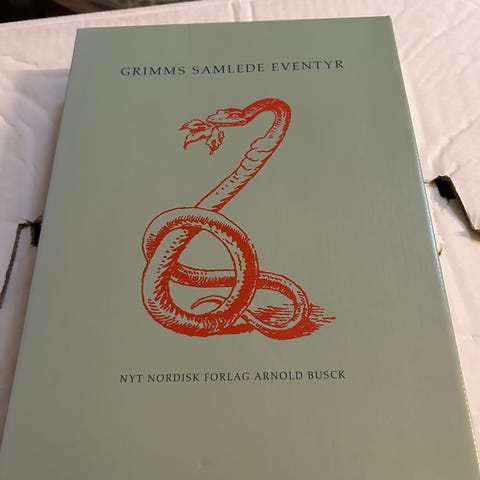 GRIMMS SAMLEDE EVENTYR
NYT NORDISK FORLAG ARNOLD BUSCK